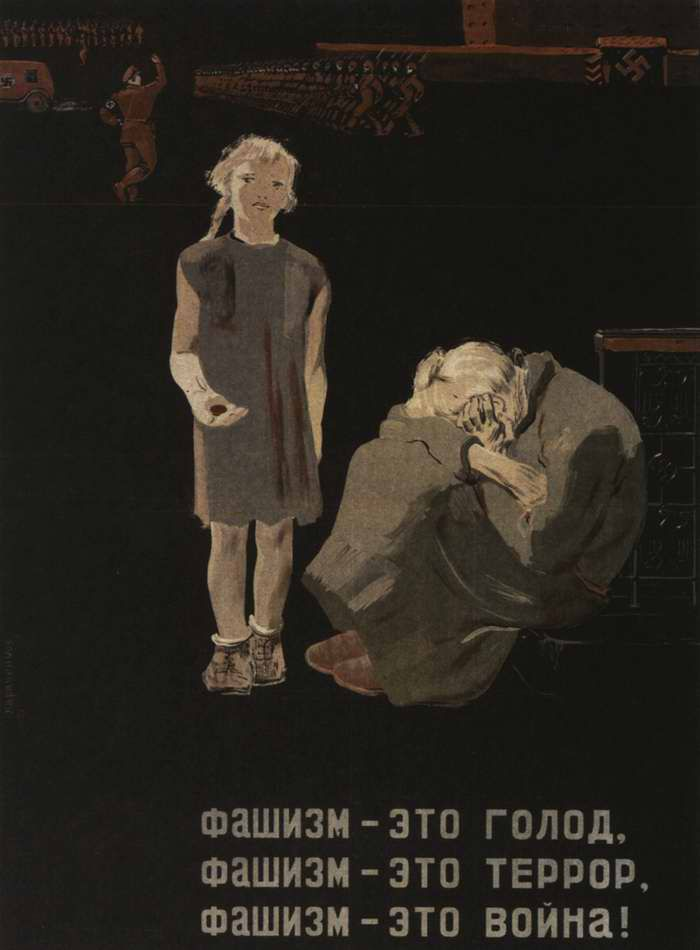 фашизм – это голод,
фашизм – это террор,
фашизм – это война!